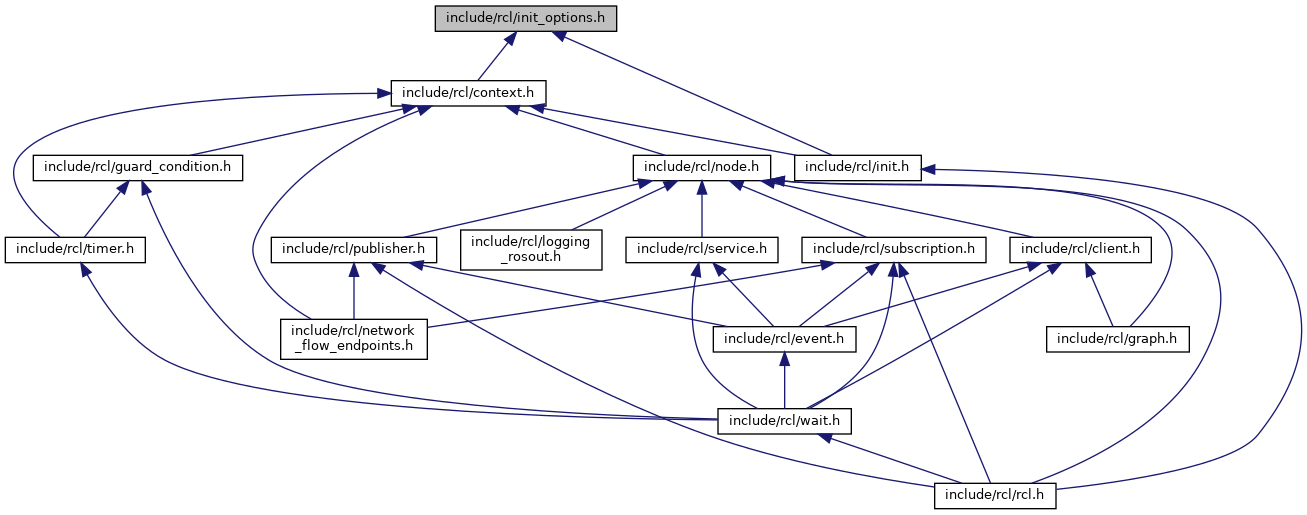 include/rcl/init_options.h
include/rcl/context.h
include/rcl/guard_condition.h
include/rcl/node.h
include/rcl/init.h
include/rcl/timer.h
include/rcl/publisher.h
include/rcl/logging
_rosout.h
include/rcl/service.h
include/rcl/subscription.h
include/rcl/client.h
include/rcl/network
_flow_endpoints.h
include/rcl/event.h
include/rcl/graph.h
include/rcl/wait.h
include/rcl/rcl.h